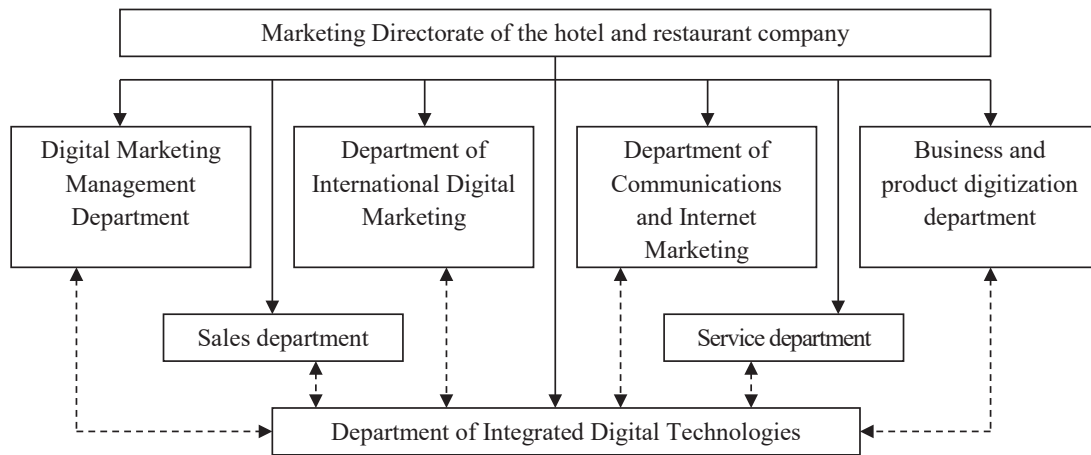 Marketing Directorate of the hotel and restaurant company
Digital Marketing
Management
Department
Department of
International Digital
Marketing
Department of
Communications
and Internet
Marketing
Business and
product digitization
department
Sales department
Service department
Department of Integrated Digital Technologies